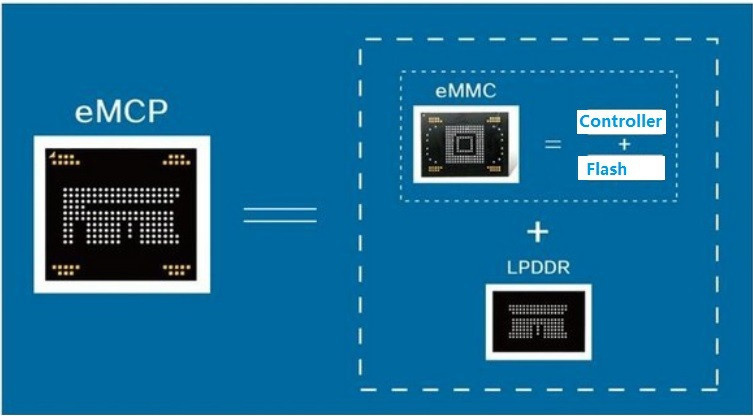 eMCP
=
eMMC
=
Controller
+
Flash
+
LPDDR